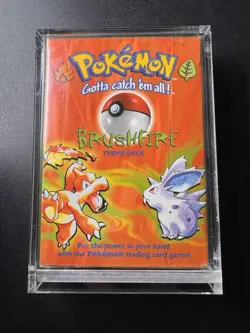 POKéMON
Gotta catch 'em all!
BRUSHFIRE
THEME DECK
Put the power in your hand
with the Pokémon trading card game!